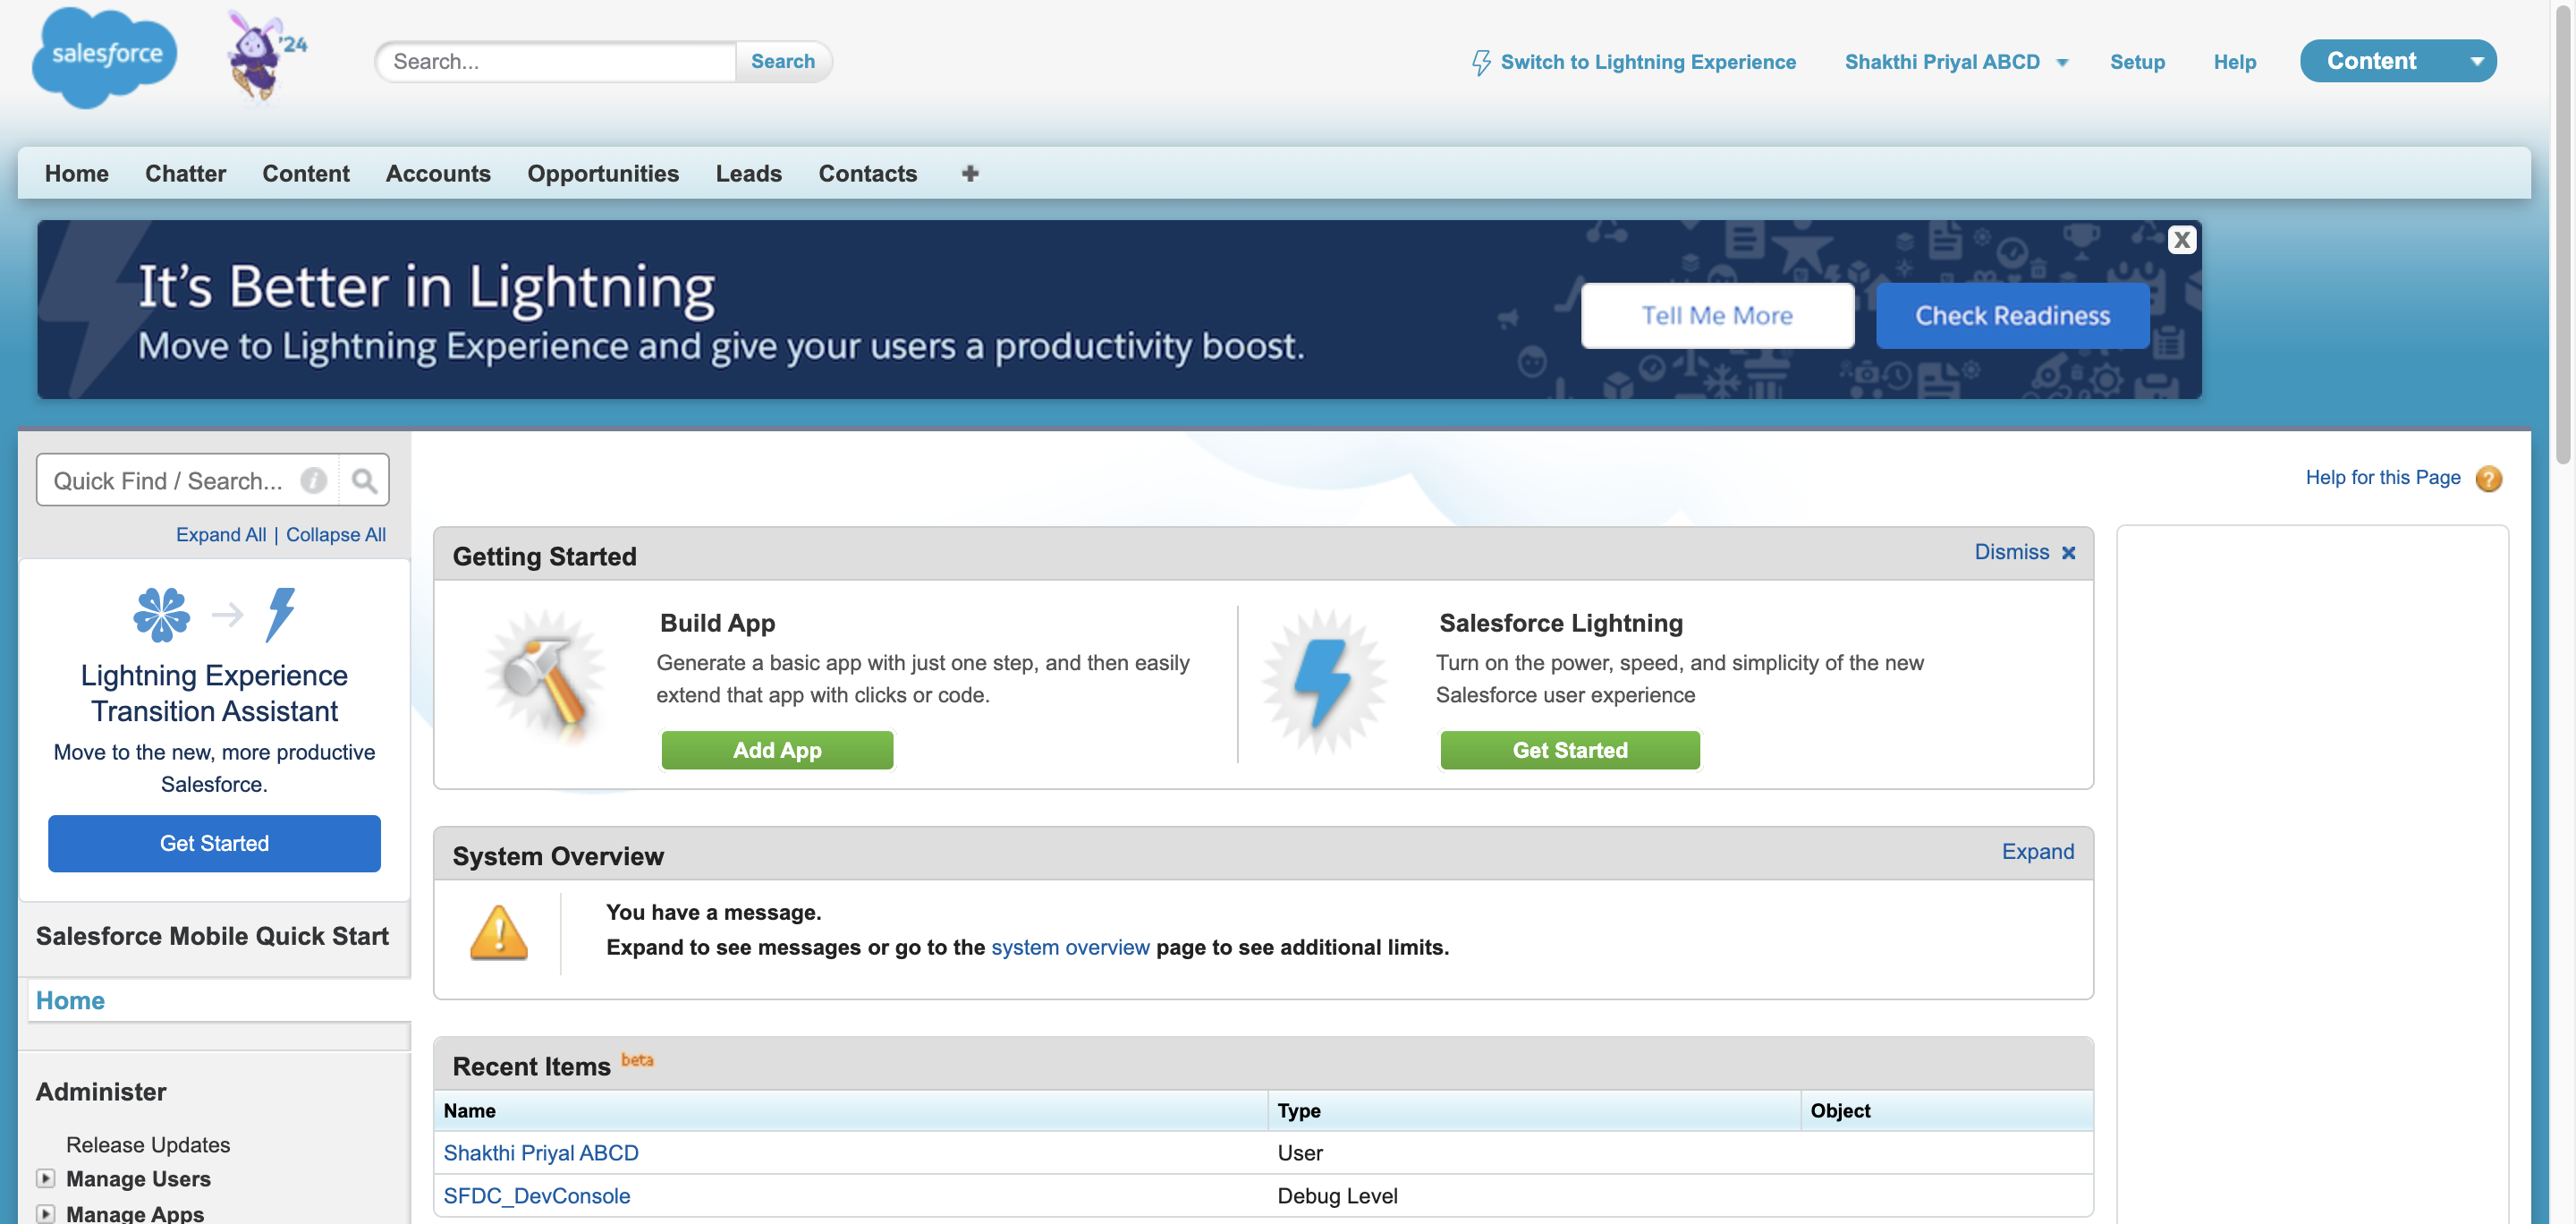 salesforce
'24
Search...
Search
Switch to Lightning Experience
Shakthi Priyal ABCD
Setup
Help
Content
Home
Chatter
Content
Accounts
Opportunities
Leads
Contacts
It's Better in Lightning
Move to Lightning Experience and give your users a productivity boost.
Tell Me More
Check Readiness
X
Quick Find / Search...
Expand All | Collapse All
Lightning Experience
Transition Assistant
Move to the new, more productive
Salesforce.
Get Started
Salesforce Mobile Quick Start
Home
Administer
Release Updates
Manage Users
Manage Apps
Help for this Page ?
Getting Started
Dismiss
Build App
Generate a basic app with just one step, and then easily
extend that app with clicks or code.
Add App
Salesforce Lightning
Turn on the power, speed, and simplicity of the new
Salesforce user experience
Get Started
System Overview
Expand
You have a message.
Expand to see messages or go to the system overview page to see additional limits.
Recent Items beta
Name Type Object
Shakthi Priyal ABCD User
SFDC_DevConsole Debug Level